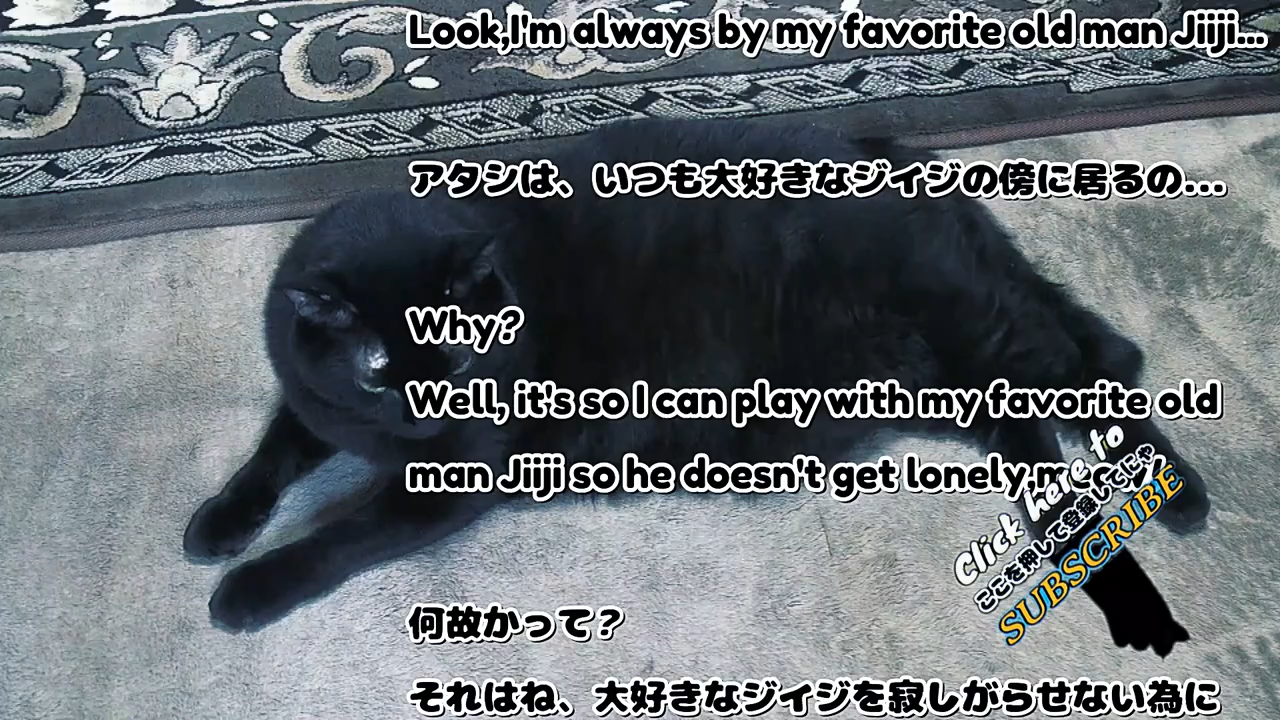 Look,I'm always by my favorite old man Jiiji...
アタシは、いつも大好きなジイジの傍に居るの...
Why?
Well, it's so I can play with my favorite old
man Jiiji so he doesn't get lonely,
何故かって?
それはね、大好きなジイジを寂しがらせない為に
Click here to
ここを押して登録してにゃ
SUBSCRIBE